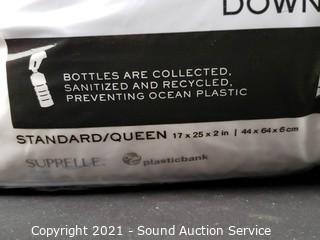 DOWN
BOTTLES ARE COLLECTED,
SANITIZED AND RECYCLED,
PREVENTING OCEAN PLASTIC
STANDARD/QUEEN 17 x 25 x 2 in | 44 x 64 x 6 cm
SUPRELLE plasticbank
Copyright 2021 - Sound Auction Service